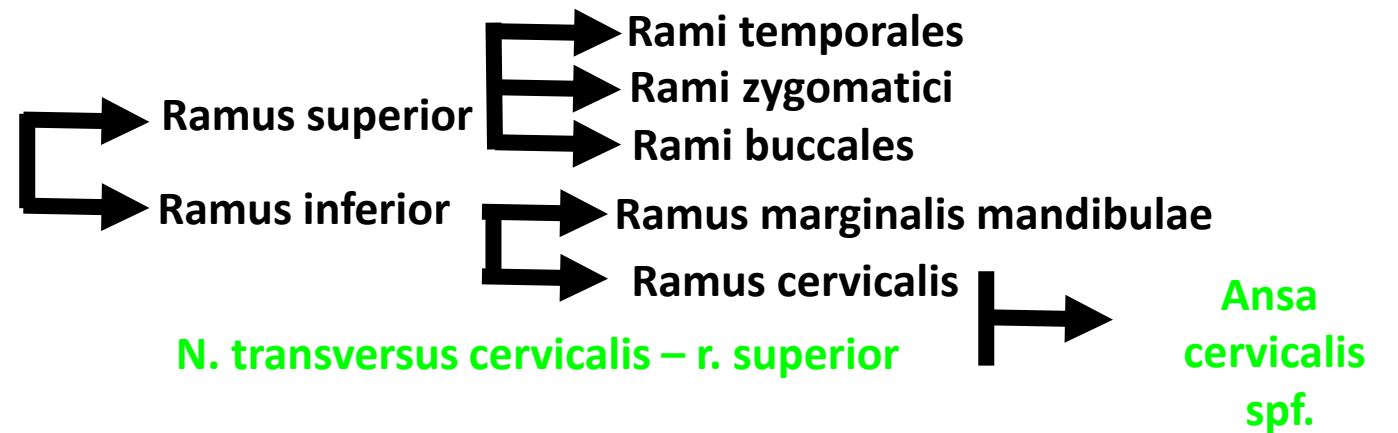 Rami temporales
Rami zygomatici
Ramus superior
Rami buccales
Ramus inferior
Ramus marginalis mandibulae
Ramus cervicalis
N. transversus cervicalis – r. superior
Ansa
cervicalis
spf.